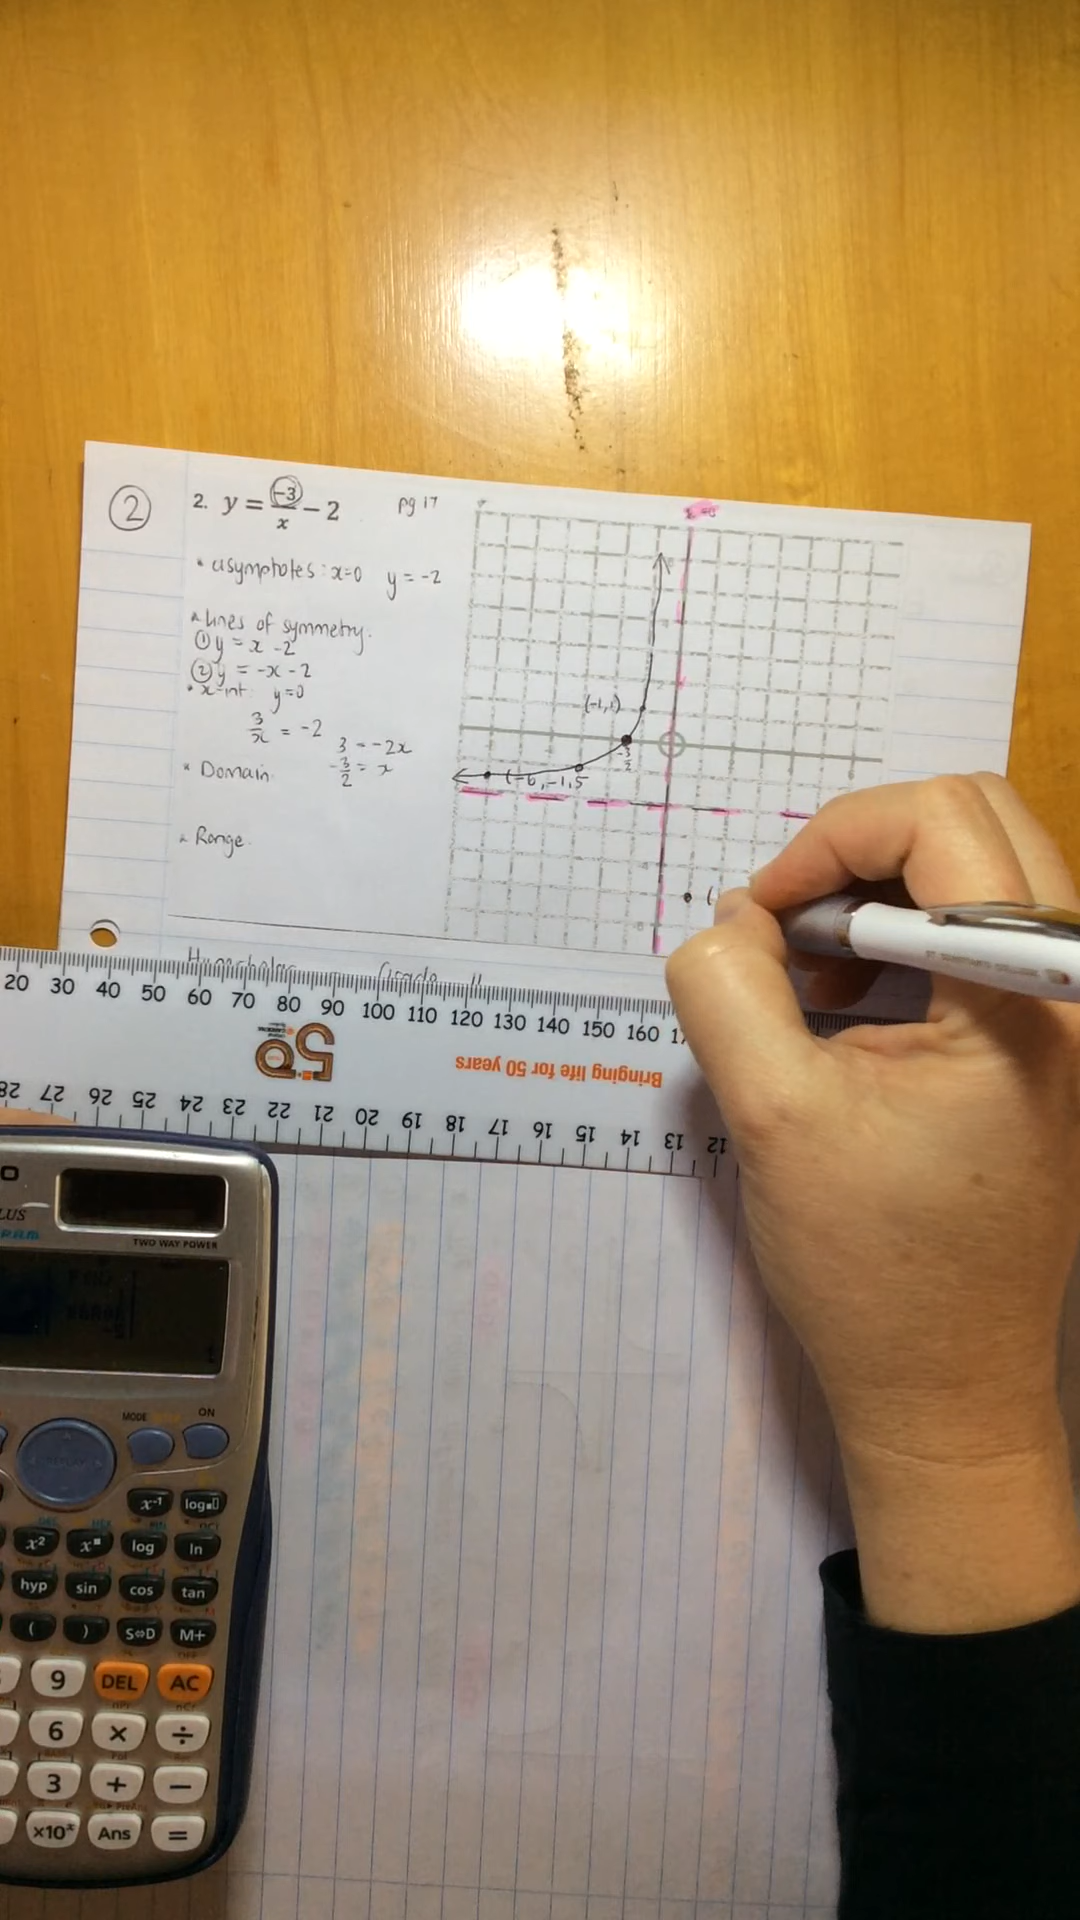 2
2. y = -3/x - 2
pg 17
• asymptotes: x=0 y = -2
• lines of symmetry.
① y = x - 2
② y = -x - 2
• x-int: y=0
3/x = -2
3 = -2x
-3/2 = x
• Domain:
• Range.
x=0
(-1,1)
-3/2
(-6,-1,5
(
Grade 11
20 30 40 50 60 70 80 90 100 110 120 130 140 150 160
50
Bringing life for 50 years
28 27 26 25 24 23 22 21 20 19 18 17 16 15 14 13 12
TWO WAY POWER
MODE ON
x⁻¹ log
x² x log ln
hyp sin cos tan
( ) S⇔D M+
9 DEL AC
6 × ÷
3 + −
×10ˣ Ans =